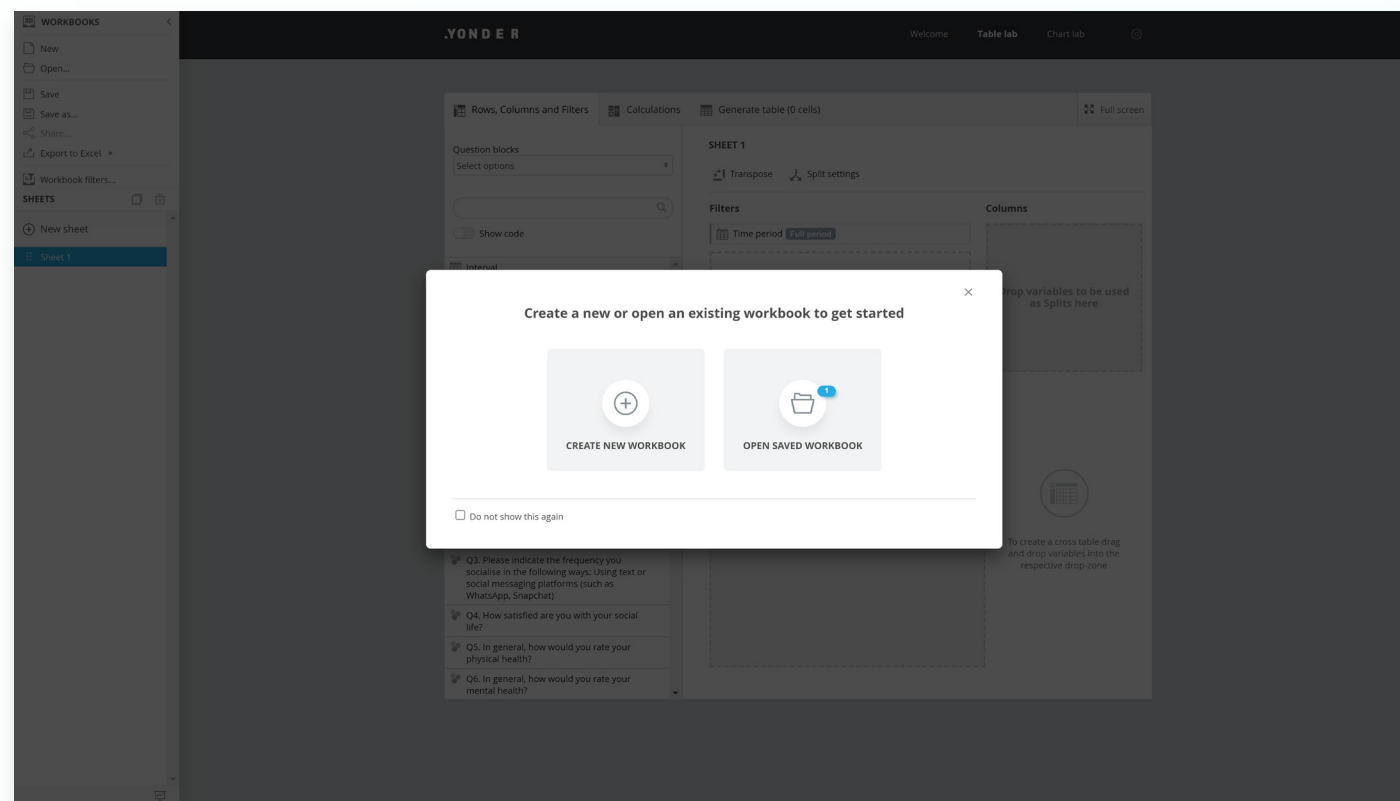 WORKBOOKS
New
Open...
Save
Save as...
Share...
Export to Excel
Workbook filters...
SHEETS
New sheet
Sheet 1
.YONDER
Welcome
Table lab
Chart lab
Rows, Columns and Filters
Calculations
Generate table (0 cells)
Full screen
Question blocks
Select options
Show code
Interval
SHEET 1
Transpose
Split settings
Filters
Time period Full period
Columns
Drop variables to be used
as Splits here
Create a new or open an existing workbook to get started
CREATE NEW WORKBOOK
1
OPEN SAVED WORKBOOK
Do not show this again
To create a cross table drag
and drop variables into the
respective drop-zone
Q3. Please indicate the frequency you
socialise in the following ways: Using text or
social messaging platforms (such as
WhatsApp, Snapchat)
Q4. How satisfied are you with your social
life?
Q5. In general, how would you rate your
physical health?
Q6. In general, how would you rate your
mental health?